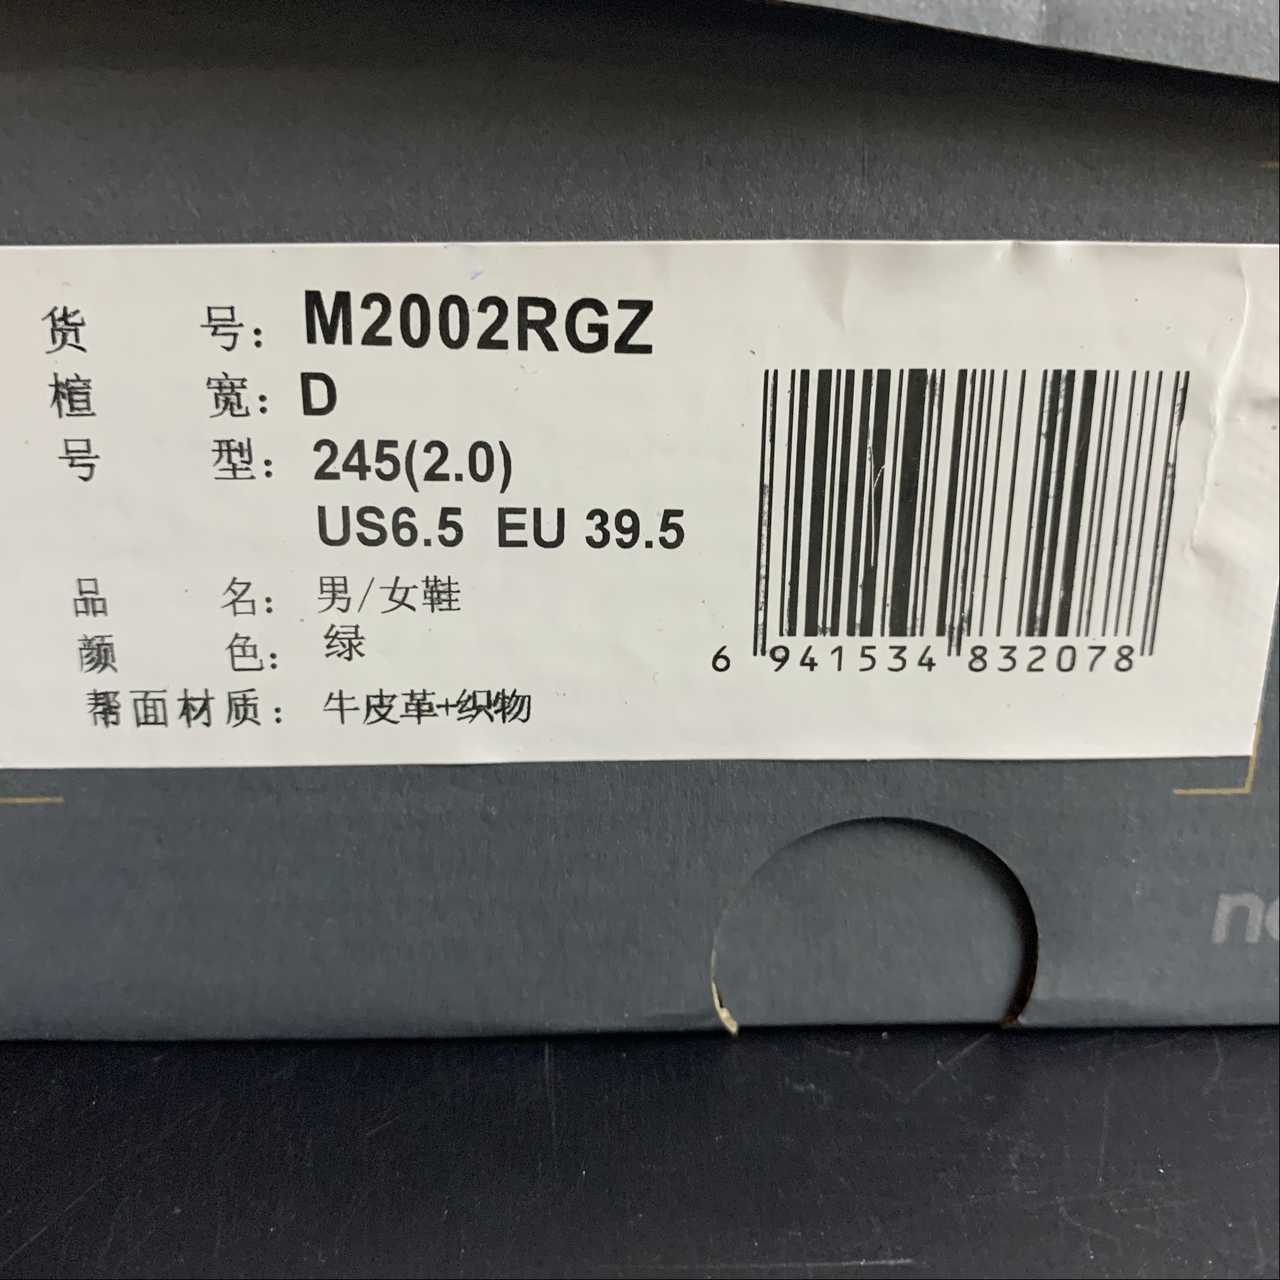 货 号: M2002RGZ
楦 宽: D
号 型: 245(2.0)
US6.5 EU 39.5
品 名: 男/女鞋
颜 色: 绿
帮面材质: 牛皮革+织物
6 941534 832078
ne